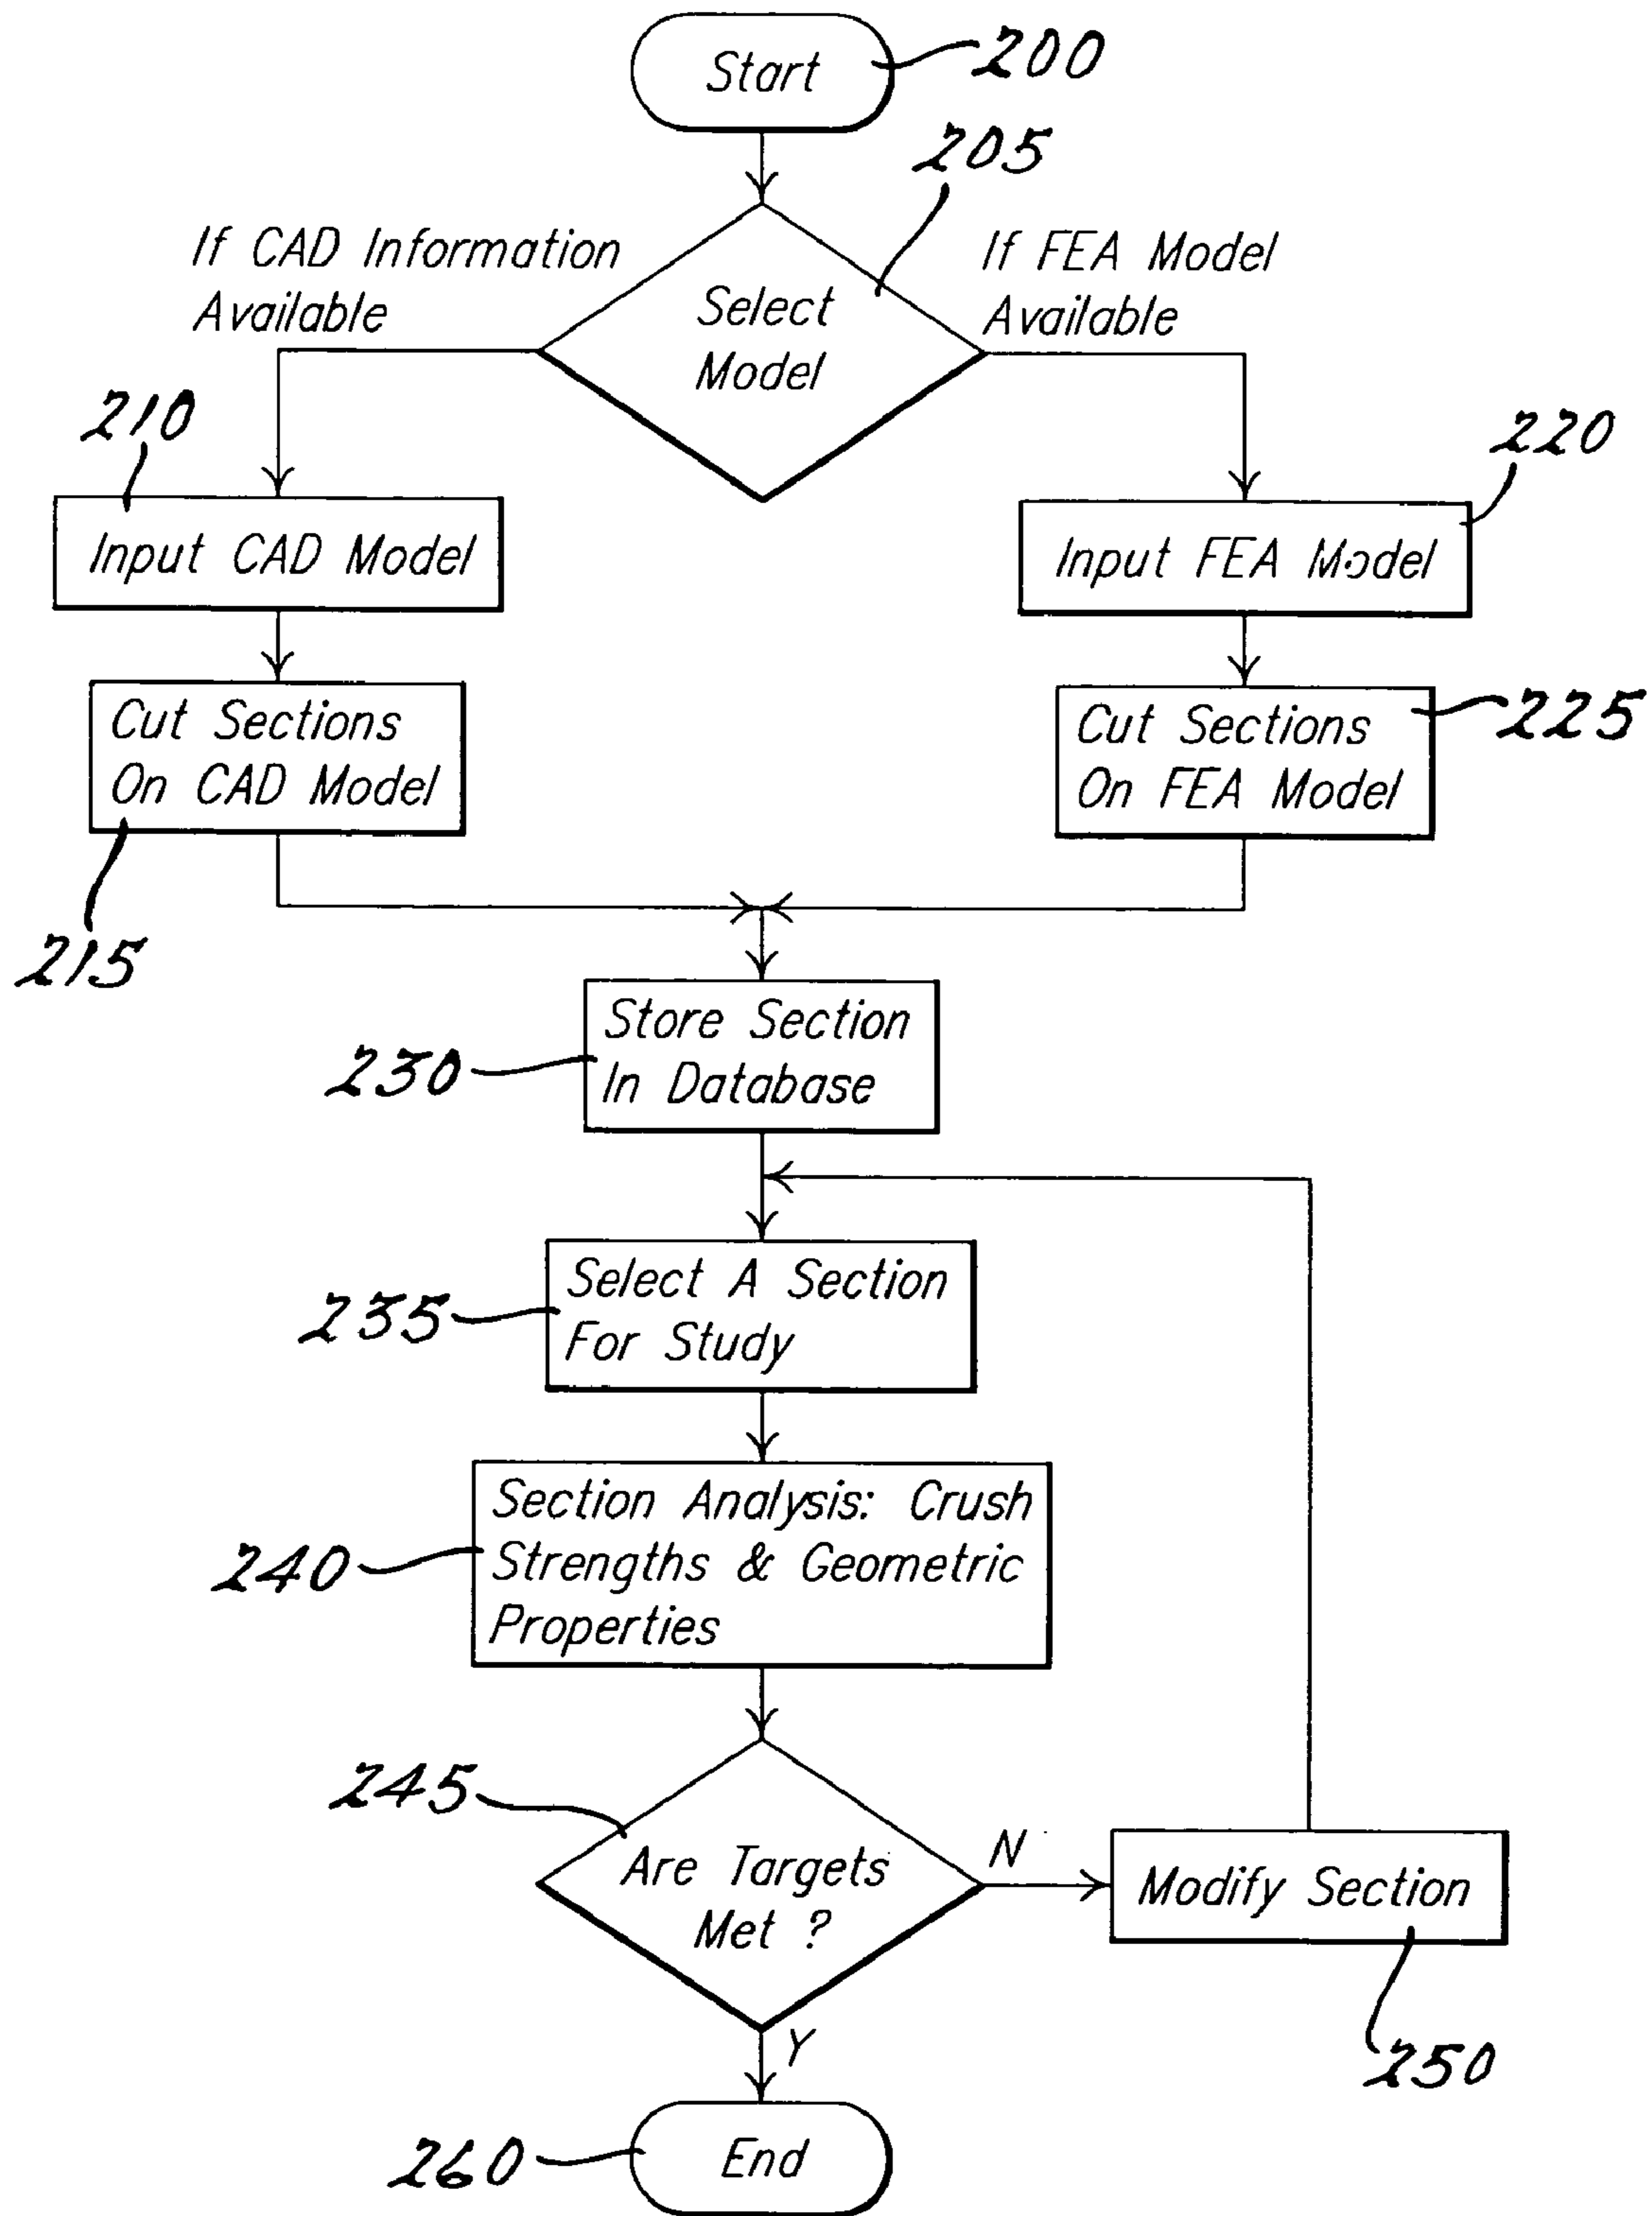 Start
200
205
If CAD Information
Available
If FEA Model
Available
Select
Model
210
220
Input CAD Model
Input FEA Model
Cut Sections
On CAD Model
215
Cut Sections
On FEA Model
225
Store Section
In Database
230
Select A Section
For Study
235
Section Analysis: Crush
Strengths & Geometric
Properties
240
245
Are Targets
Met ?
N
Modify Section
250
Y
End
260